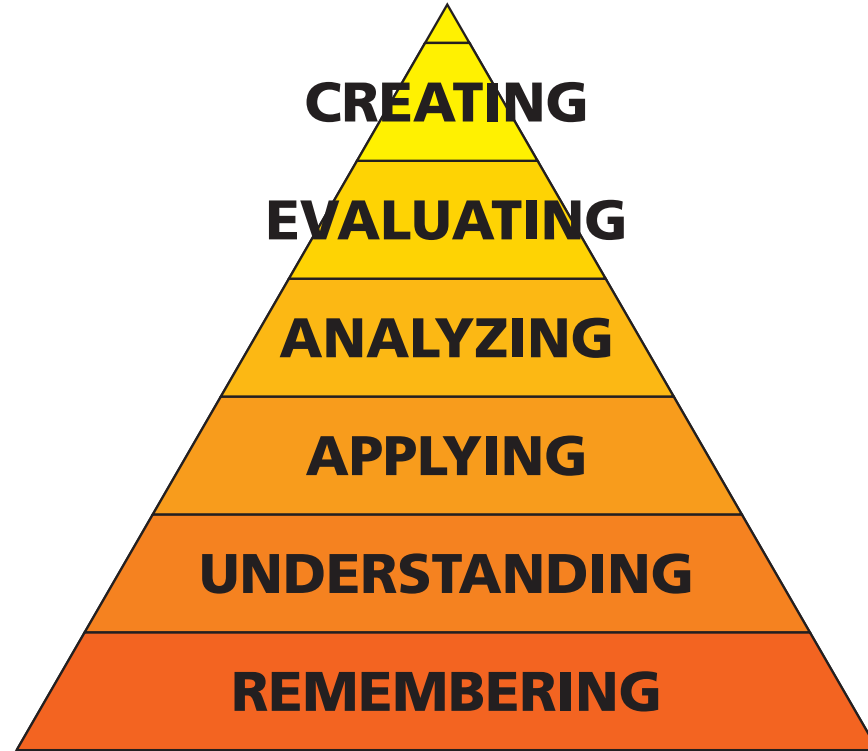 CREATING
EVALUATING
ANALYZING
APPLYING
UNDERSTANDING
REMEMBERING